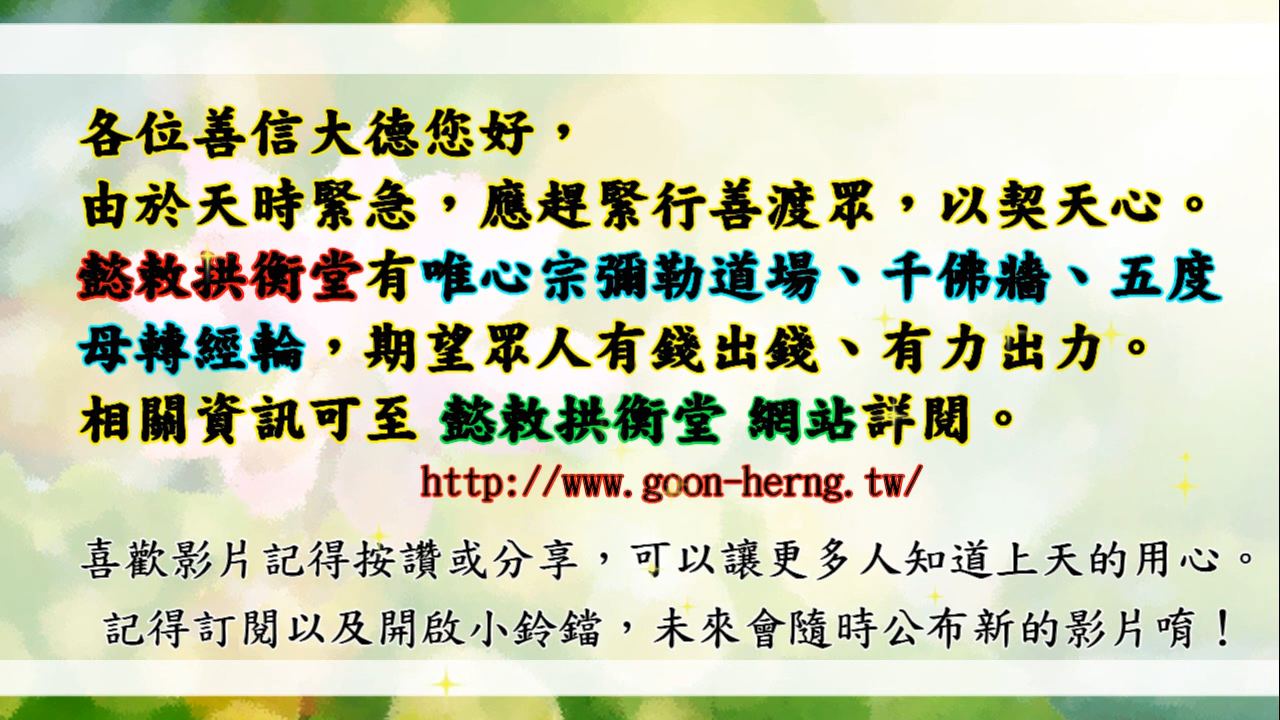 各位善信大德您好，
由於天時緊急，應趕緊行善渡眾，以契天心。
懿敕拱衡堂有唯心宗彌勒道場、千佛牆、五度
母轉經輪，期望眾人有錢出錢、有力出力。
相關資訊可至 懿敕拱衡堂 網站詳閱。
http://www.goon-herng.tw/
喜歡影片記得按讚或分享，可以讓更多人知道上天的用心。
記得訂閱以及開啟小鈴鐺，未來會隨時公布新的影片唷！